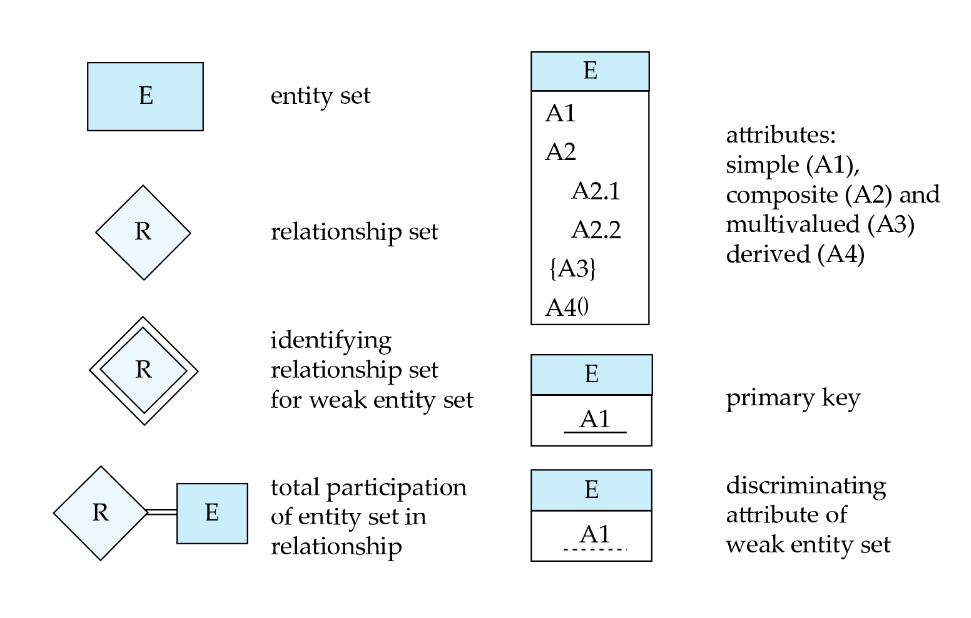 E
entity set
R
relationship set
R
identifying
relationship set
for weak entity set
R
E
total participation
of entity set in
relationship
E
A1
A2
A2.1
A2.2
{A3}
A4()
attributes:
simple (A1),
composite (A2) and
multivalued (A3)
derived (A4)
E
A1
primary key
E
A1
discriminating
attribute of
weak entity set